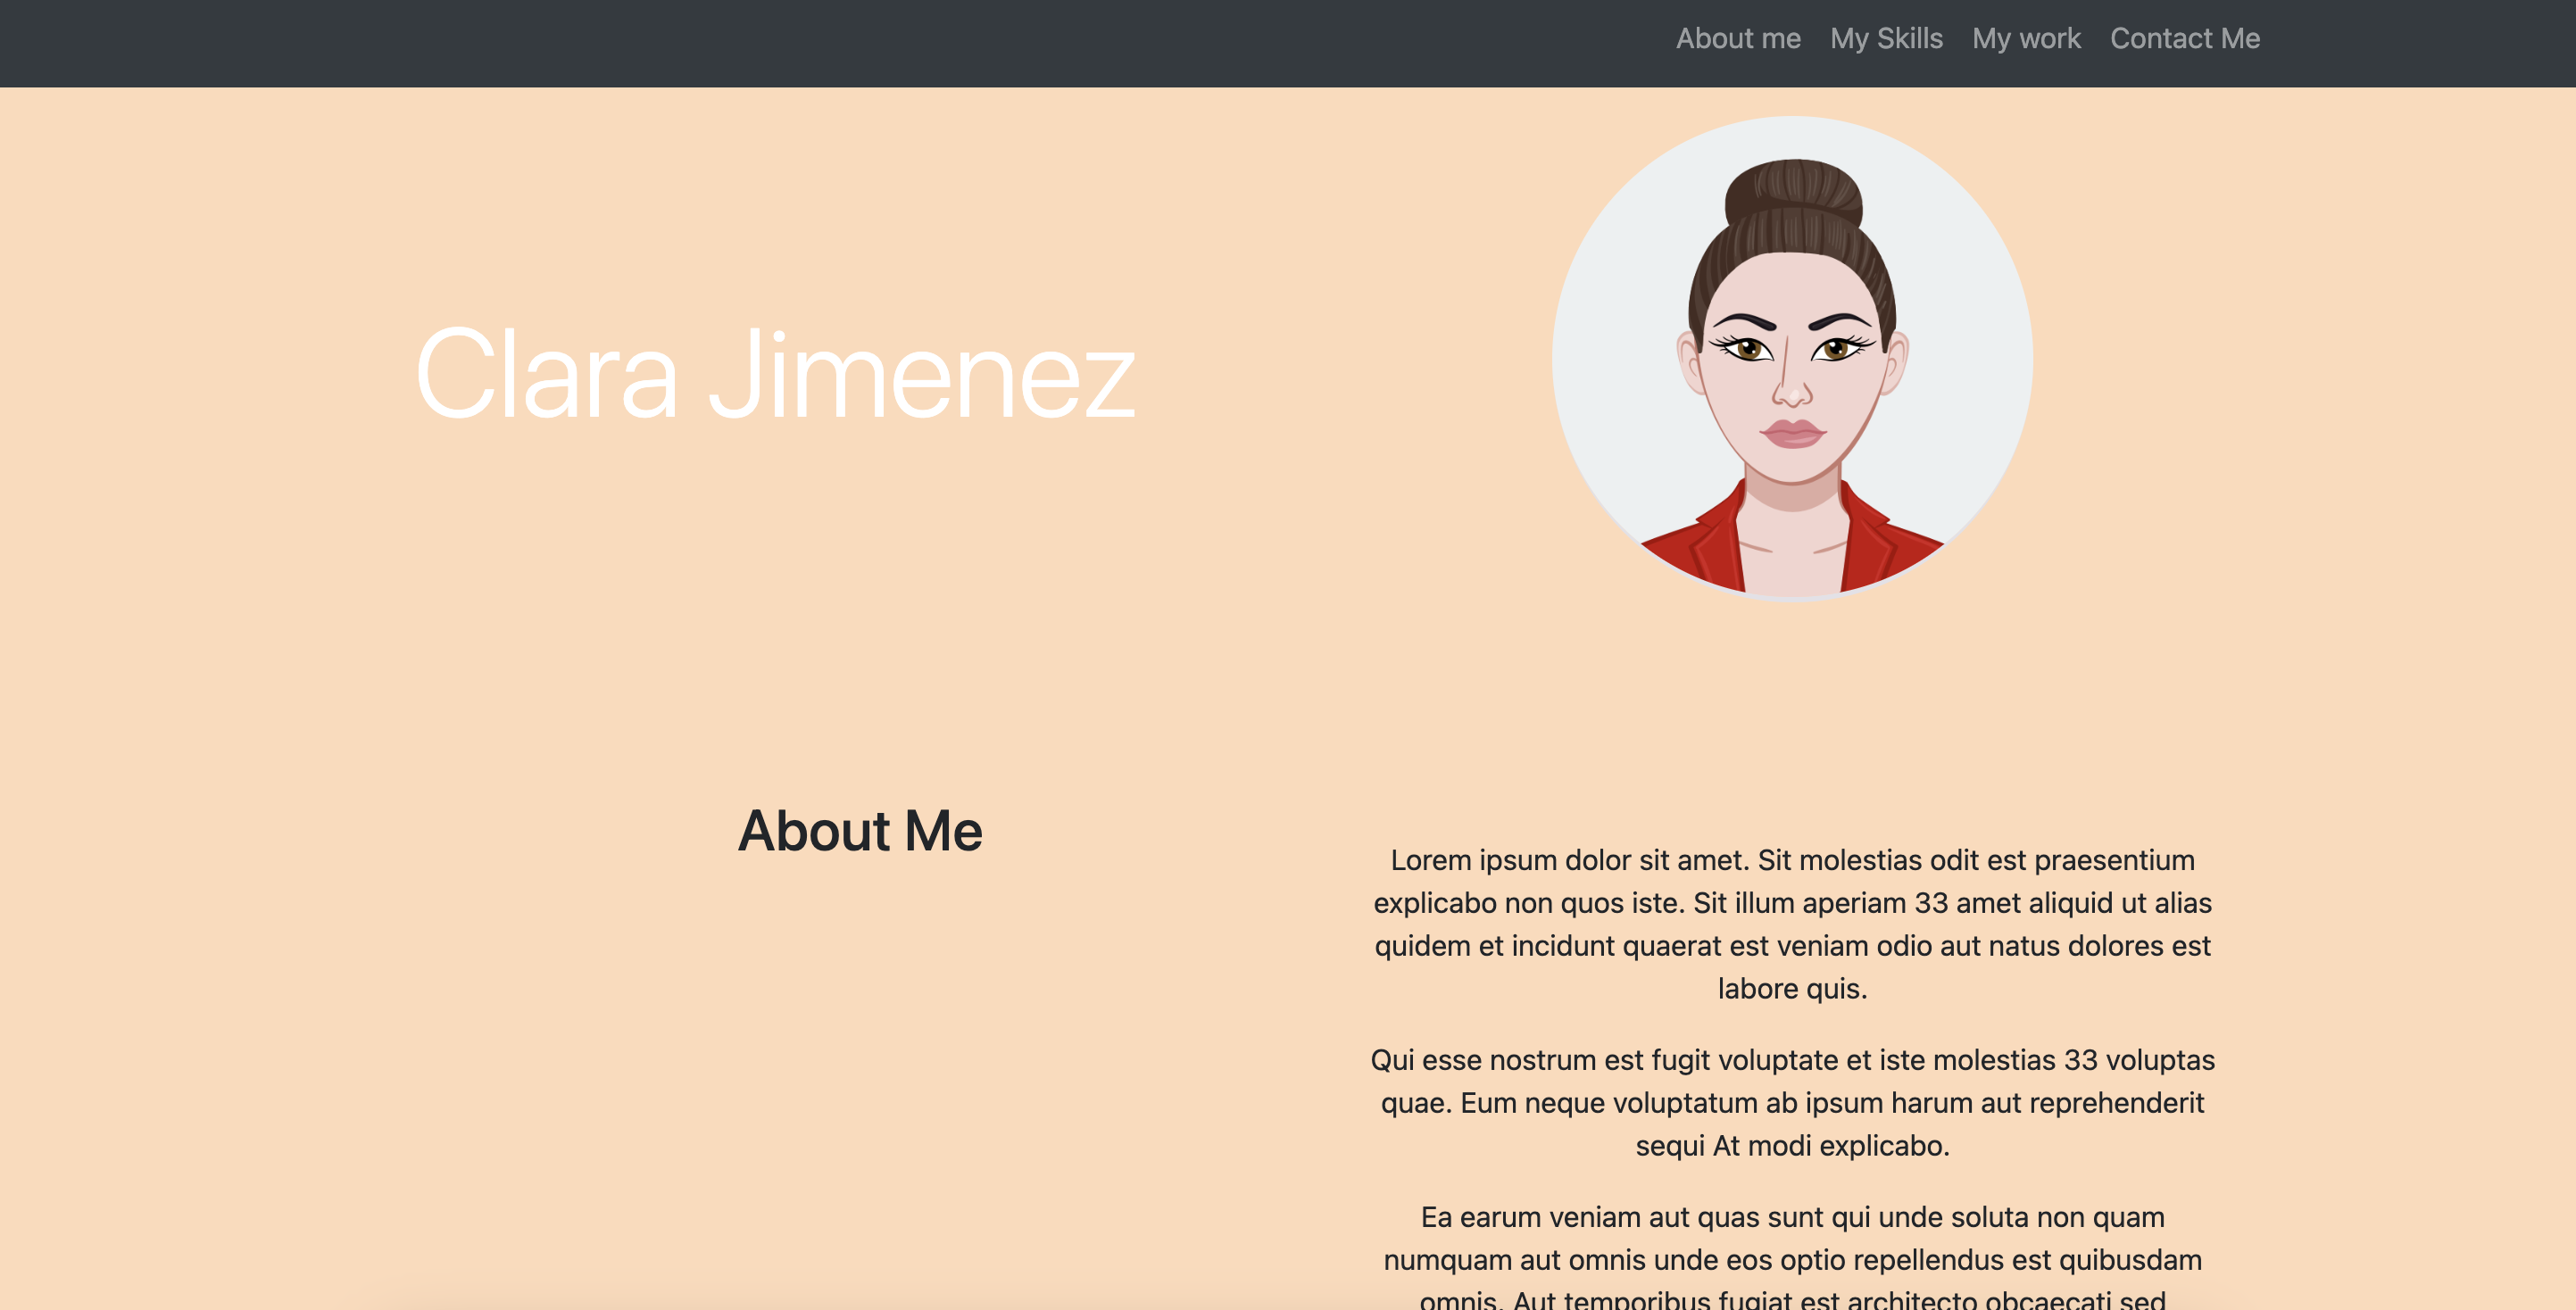 About me My Skills My work Contact Me
Clara Jimenez
About Me
Lorem ipsum dolor sit amet. Sit molestias odit est praesentium
explicabo non quos iste. Sit illum aperiam 33 amet aliquid ut alias
quidem et incidunt quaerat est veniam odio aut natus dolores est
labore quis.
Qui esse nostrum est fugit voluptate et iste molestias 33 voluptas
quae. Eum neque voluptatum ab ipsum harum aut reprehenderit
sequi At modi explicabo.
Ea earum veniam aut quas sunt qui unde soluta non quam
numquam aut omnis unde eos optio repellendus est quibusdam
omnis. Aut temporibus fugiat est architecto obcaecati sed